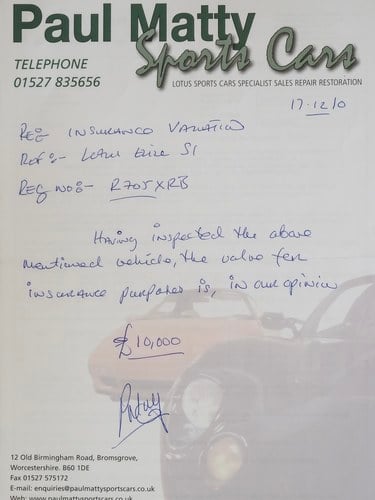 Paul Matty
Sports Cars
TELEPHONE
01527 835656
LOTUS SPORTS CARS SPECIALIST SALES REPAIR RESTORATION
17.12/0
Re:- INSURANCE VALUATION
Ref:- Lotus Elise S1
Reg No:- R705XRB
Having inspected the above
mentioned vehicle, the value for
insurance purposes is, in our opinion
£10,000
12 Old Birmingham Road, Bromsgrove,
Worcestershire. B60 1DE
Fax 01527 575172
E-mail: enquiries@paulmattysportscars.co.uk
Web: www.paulmattysportscars.co.uk